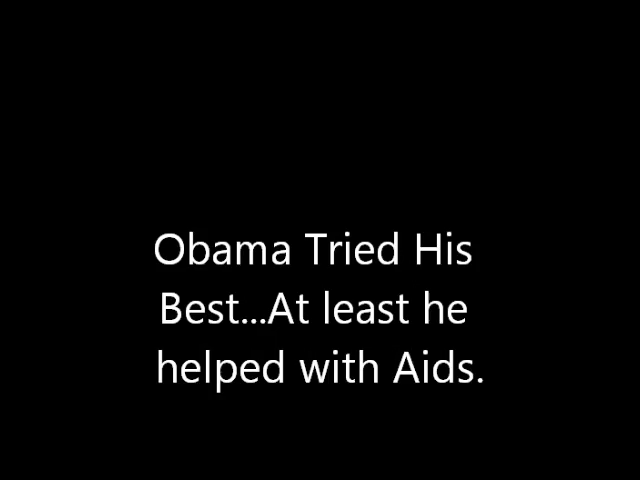 Obama Tried His
Best...At least he
helped with Aids.